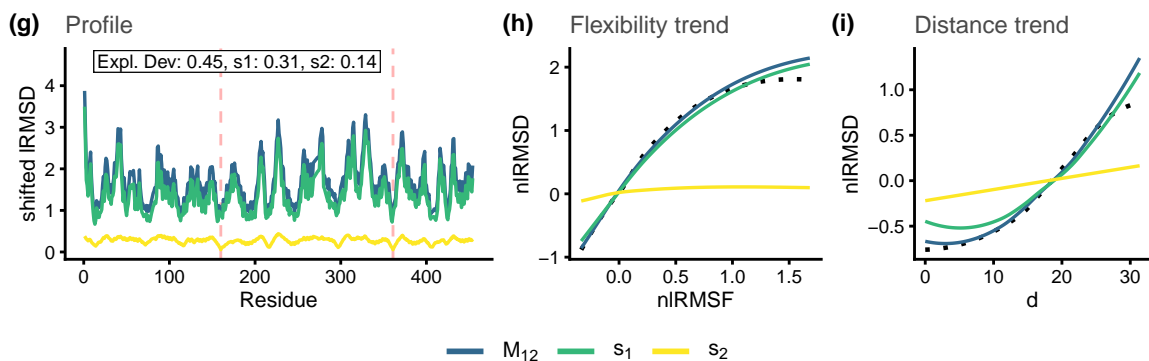 (g) Profile
Expl. Dev: 0.45, s1: 0.31, s2: 0.14
shifted lRMSD
4
3
2
1
0
0 100 200 300 400
Residue
(h) Flexibility trend
nlRMSD
2
1
0
−1
0.0 0.5 1.0 1.5
nlRMSF
(i) Distance trend
nlRMSD
1.0
0.5
0.0
−0.5
0 10 20 30
d
M12 s1 s2